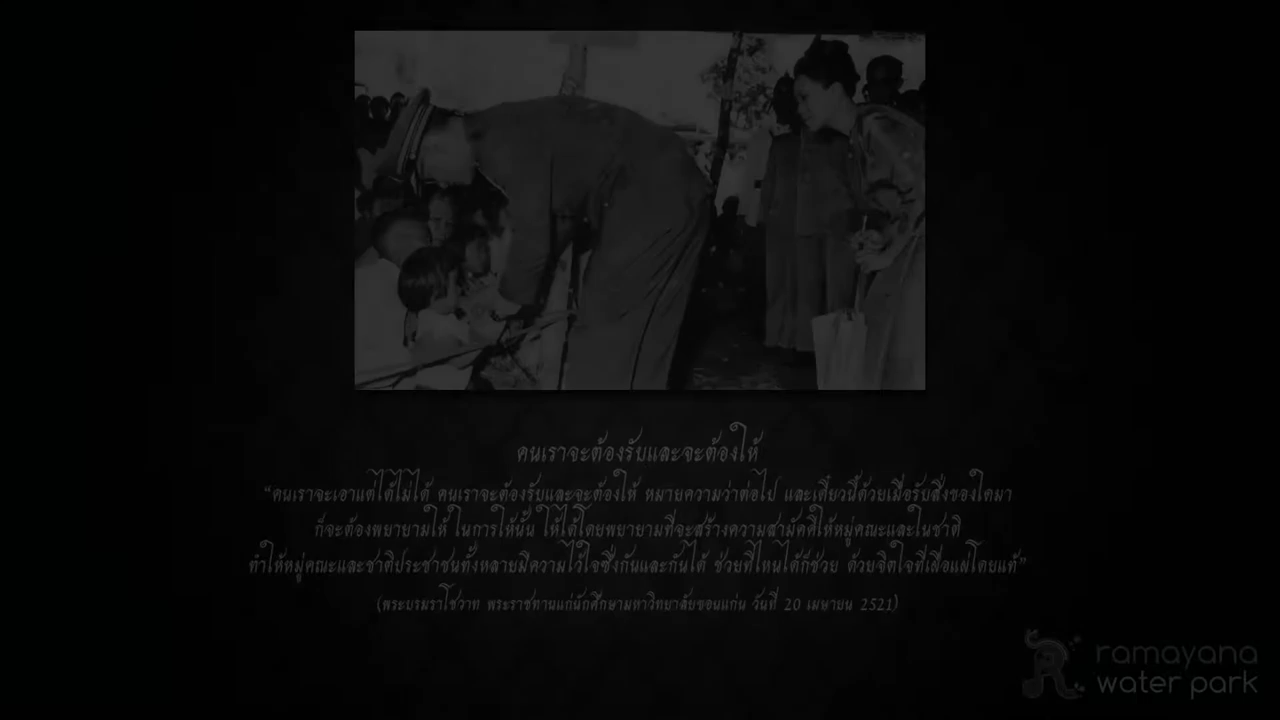 คนเราจะต้องรับและจะต้องให้
“คนเราจะเอาแต่ได้ไม่ได้ คนเราจะต้องรับและจะต้องให้ หมายความว่าต่อไป และเดี๋ยวนี้ด้วยเมื่อรับสิ่งของใดมา
ก็จะต้องพยายามให้ ในการให้นั้น ให้ได้โดยพยายามที่จะสร้างความสามัคคีให้หมู่คณะและในชาติ
ทำให้หมู่คณะและชาติประชาชนทั้งหลายมีความไว้ใจซึ่งกันและกันได้ ช่วยที่ไหนได้ก็ช่วย ด้วยจิตใจที่เผื่อแผ่โดยแท้”
(พระบรมราโชวาท พระราชทานแก่นักศึกษามหาวิทยาลัยขอนแก่น วันที่ 20 เมษายน 2521)
ramayana
water park